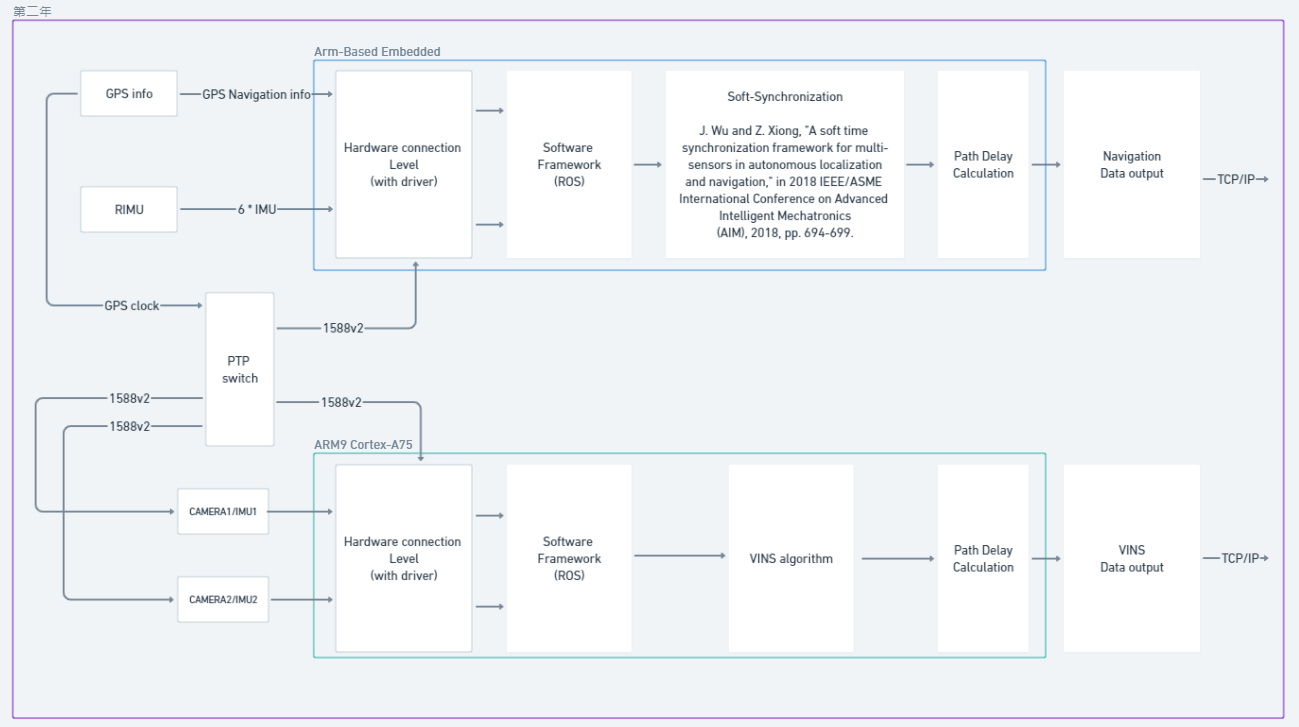 第二年
Arm-Based Embedded
GPS info
GPS Navigation info
Hardware connection
Level
(with driver)
Software
Framework
(ROS)
Soft-Synchronization
J. Wu and Z. Xiong, "A soft time
synchronization framework for multi-
sensors in autonomous localization
and navigation," in 2018 IEEE/ASME
International Conference on Advanced
Intelligent Mechatronics
(AIM), 2018, pp. 694-699.
Path Delay
Calculation
Navigation
Data output
TCP/IP
RIMU
6 * IMU
GPS clock
PTP
switch
1588v2
1588v2
1588v2
1588v2
ARM9 Cortex-A75
CAMERA1/IMU1
CAMERA2/IMU2
Hardware connection
Level
(with driver)
Software
Framework
(ROS)
VINS algorithm
Path Delay
Calculation
VINS
Data output
TCP/IP